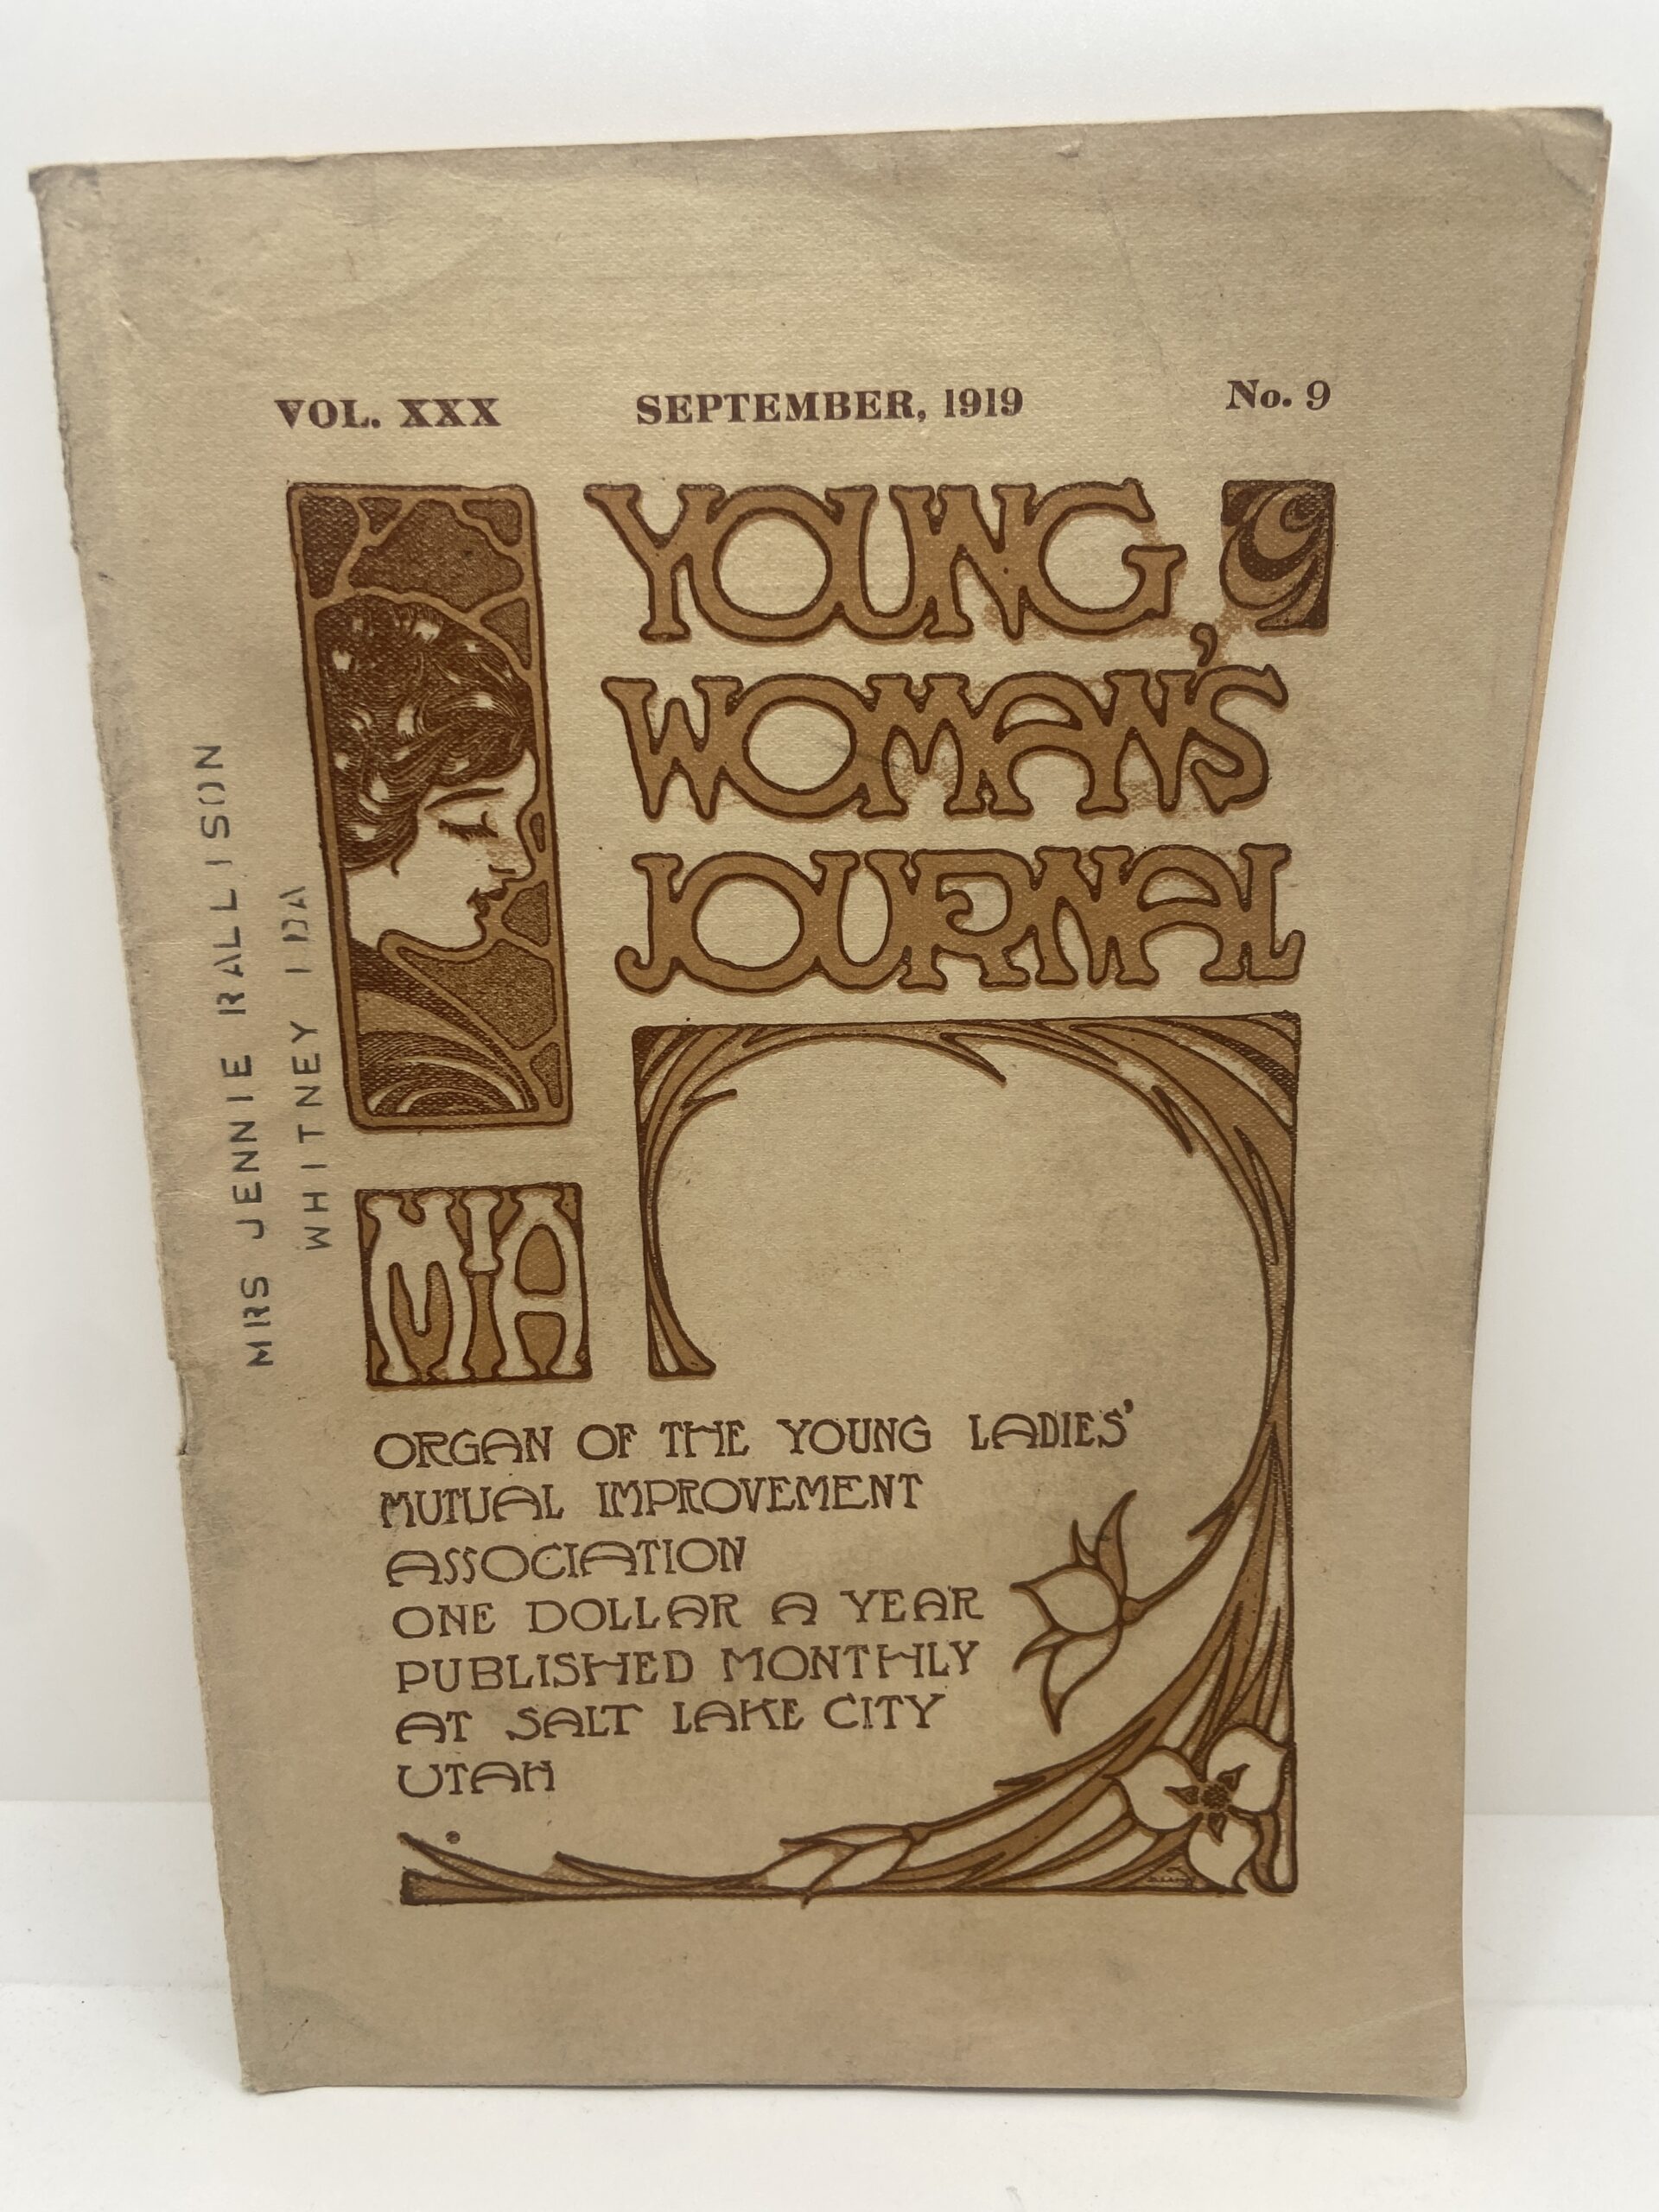 VOL. XXX SEPTEMBER, 1919 No. 9
YOUNG
WOMAN'S
JOURNAL
MIA
MRS JENNIE RALLISON
WHITNEY IDA
ORGAN OF THE YOUNG LADIES'
MUTUAL IMPROVEMENT
ASSOCIATION
ONE DOLLAR A YEAR
PUBLISHED MONTHLY
AT SALT LAKE CITY
UTAH